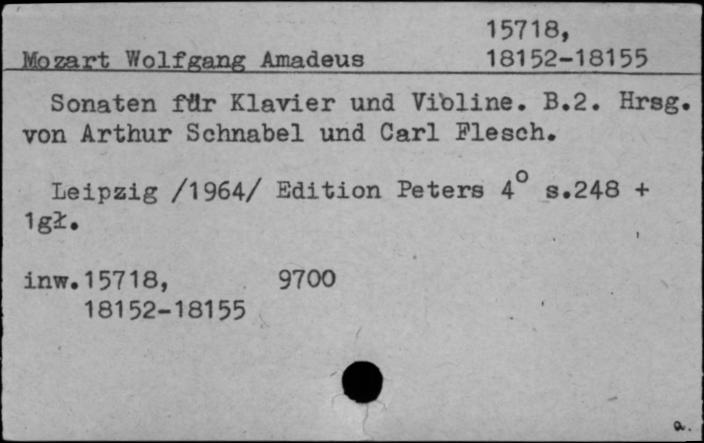 15718,
Mozart Wolfgang Amadeus 18152-18155
Sonaten für Klavier und Violine. B.2. Hrsg.
von Arthur Schnabel und Carl Flesch.
Leipzig /1964/ Edition Peters 4° s.248 +
1gł.
inw.15718, 9700
18152-18155
a.